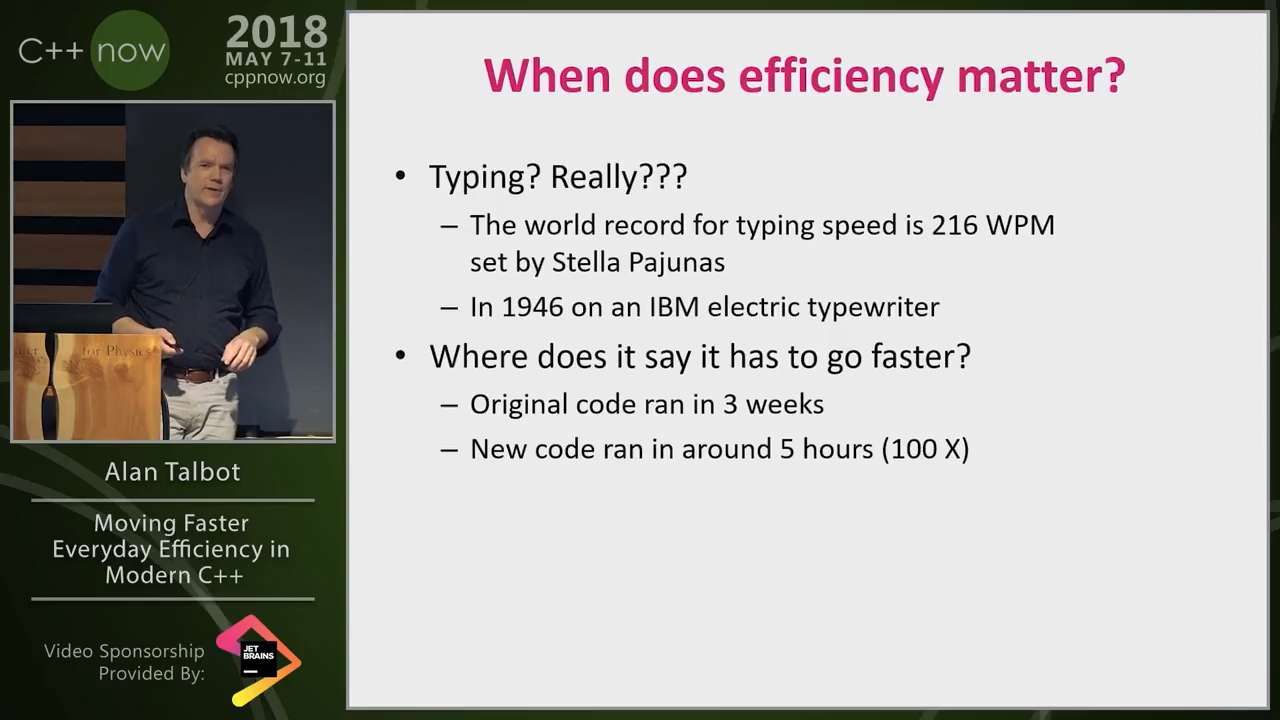 C++ now
2018
MAY 7-11
cppnow.org
for Physics
Alan Talbot
Moving Faster
Everyday Efficiency in
Modern C++
Video Sponsorship
Provided By:
JET
BRAINS
When does efficiency matter?
• Typing? Really???
– The world record for typing speed is 216 WPM
set by Stella Pajunas
– In 1946 on an IBM electric typewriter
• Where does it say it has to go faster?
– Original code ran in 3 weeks
– New code ran in around 5 hours (100 X)